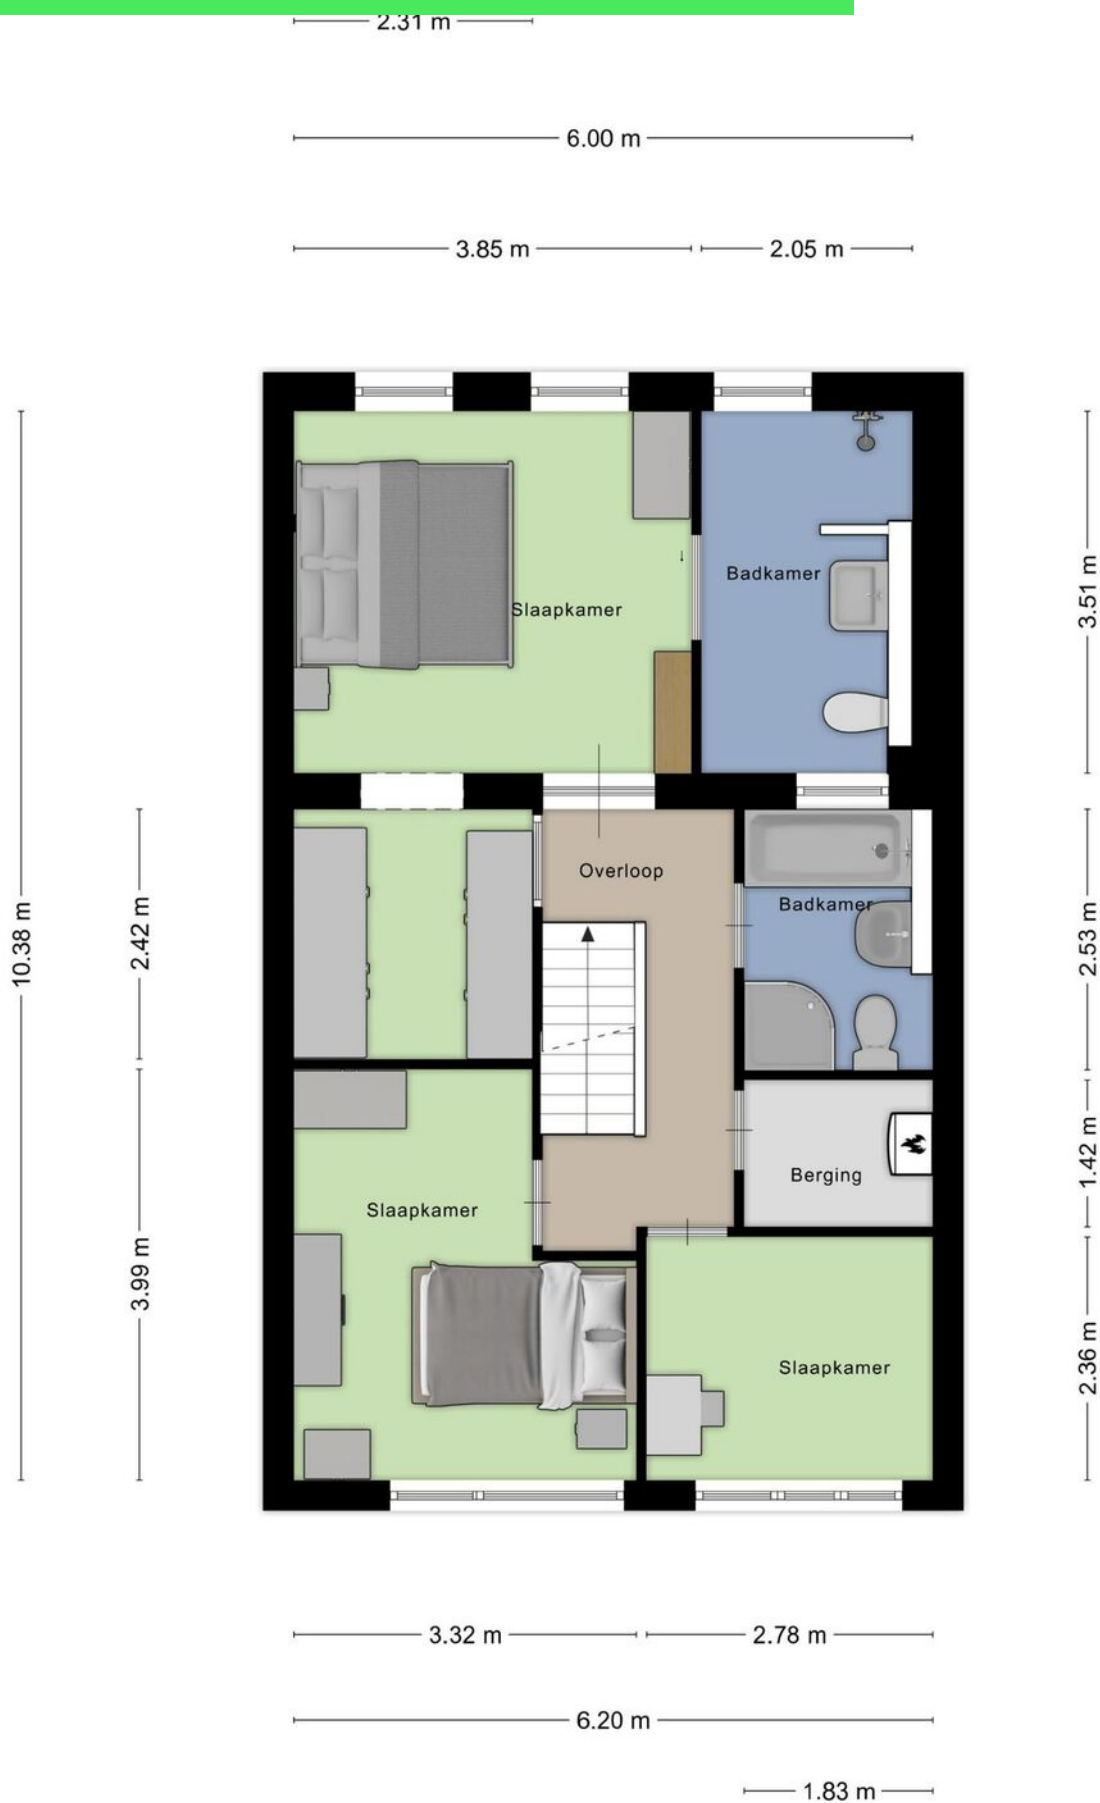 2.31 m
6.00 m
3.85 m
2.05 m
Badkamer
3.51 m
Slaapkamer
Overloop
Badkamer
10.38 m
2.42 m
2.53 m
Berging
1.42 m
Slaapkamer
3.99 m
Slaapkamer
2.36 m
3.32 m
2.78 m
6.20 m
1.83 m